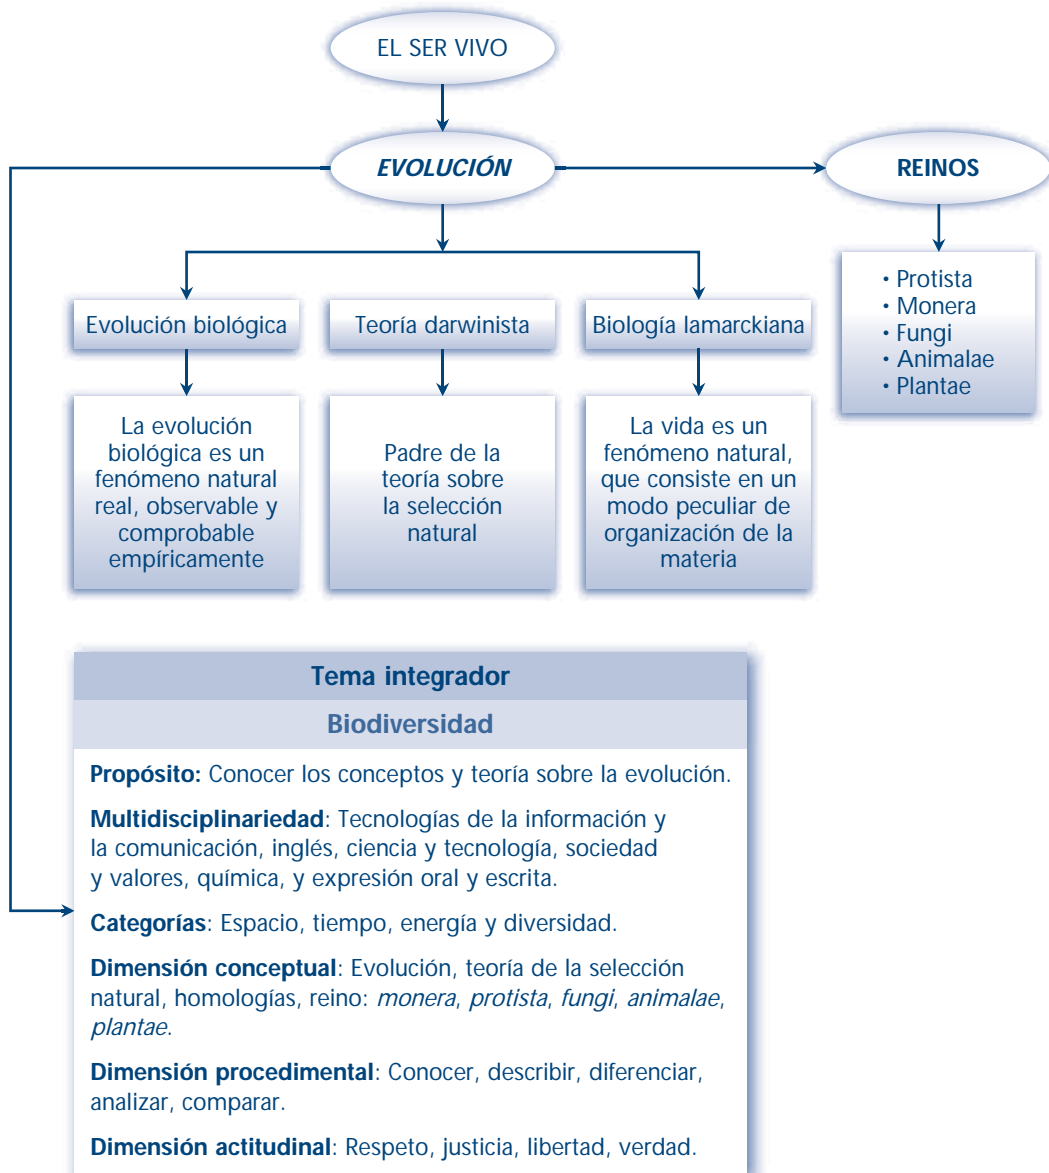 EL SER VIVO
EVOLUCIÓN
REINOS
• Protista
• Monera
• Fungi
• Animalae
• Plantae
Evolución biológica
Teoría darwinista
Biología lamarckiana
La evolución
biológica es un
fenómeno natural
real, observable y
comprobable
empíricamente
Padre de la
teoría sobre
la selección
natural
La vida es un
fenómeno natural,
que consiste en un
modo peculiar de
organización de la
materia
Tema integrador
Biodiversidad
Propósito: Conocer los conceptos y teoría sobre la evolución.
Multidisciplinariedad: Tecnologías de la información y
la comunicación, inglés, ciencia y tecnología, sociedad
y valores, química, y expresión oral y escrita.
Categorías: Espacio, tiempo, energía y diversidad.
Dimensión conceptual: Evolución, teoría de la selección
natural, homologías, reino: monera, protista, fungi, animalae,
plantae.
Dimensión procedimental: Conocer, describir, diferenciar,
analizar, comparar.
Dimensión actitudinal: Respeto, justicia, libertad, verdad.